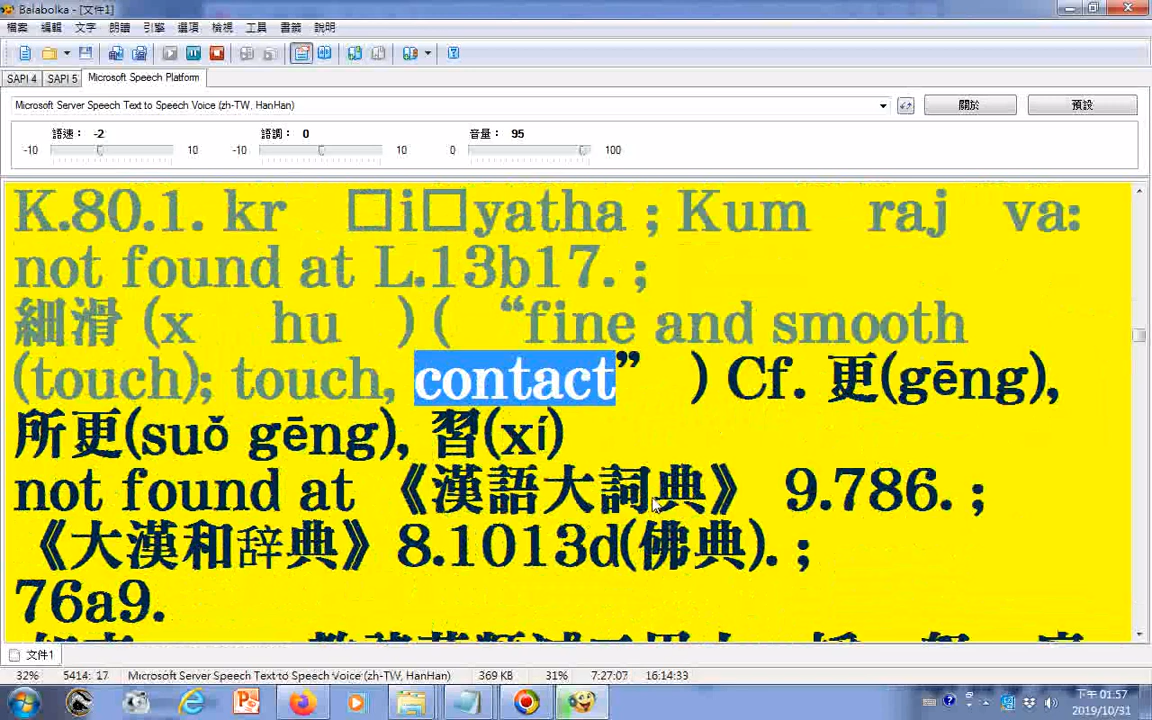 Balabolka - [文件1]
檔案 編輯 文字 朗讀 引擎 選項 檢視 工具 書籤 說明
SAPI 4 SAPI 5 Microsoft Speech Platform
Microsoft Server Speech Text to Speech Voice (zh-TW, HanHan) 關於 預設
語速： -2 語調： 0 音量： 95
-10 10 -10 10 0 100
K.80.1. kr □i□yatha ; Kum raj va:
not found at L.13b17. ;
細滑 (x hu ) ( “fine and smooth
(touch); touch, contact” ) Cf. 更(gēng),
所更(suǒ gēng), 習(xí)
not found at 《漢語大詞典》 9.786. ;
《大漢和辞典》 8.1013d(佛典). ;
76a9.
文件1
32% 5414: 17 Microsoft Server Speech Text to Speech Voice (zh-TW, HanHan) 369 KB 31% 7:27:07 16:14:33
下午 01:57
2019/10/31